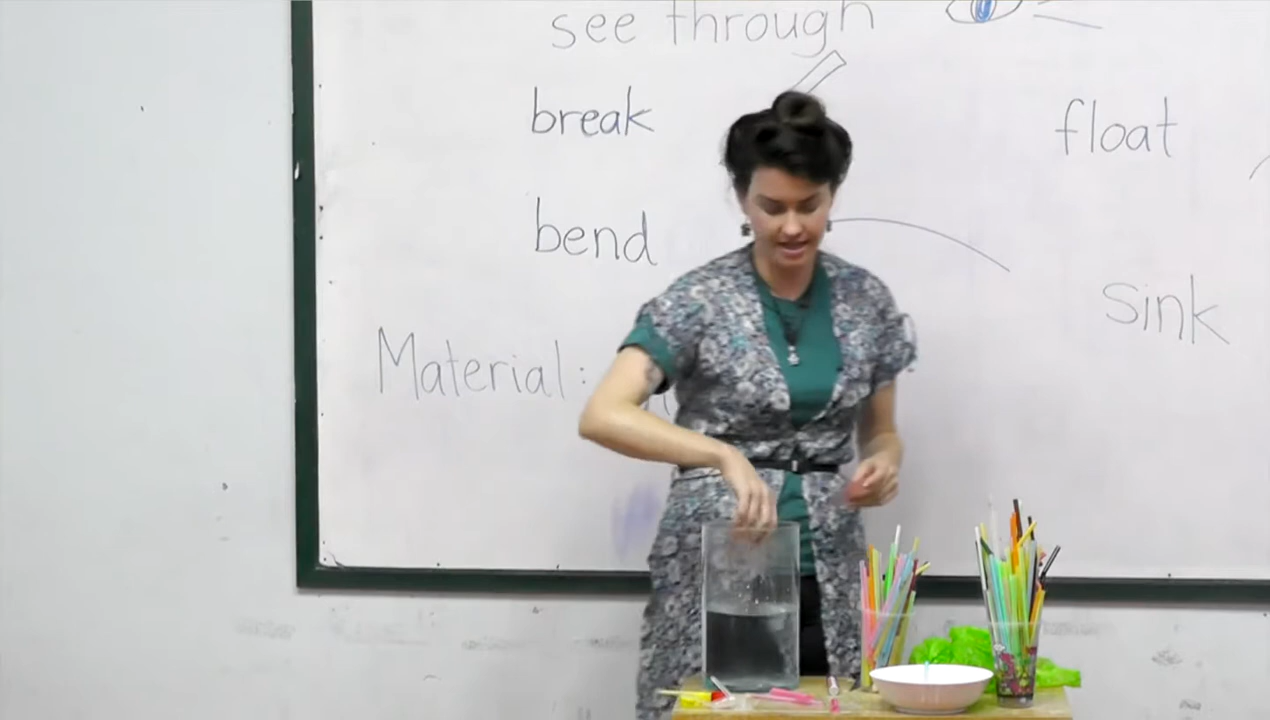 see through
break
float
bend
sink
Material: